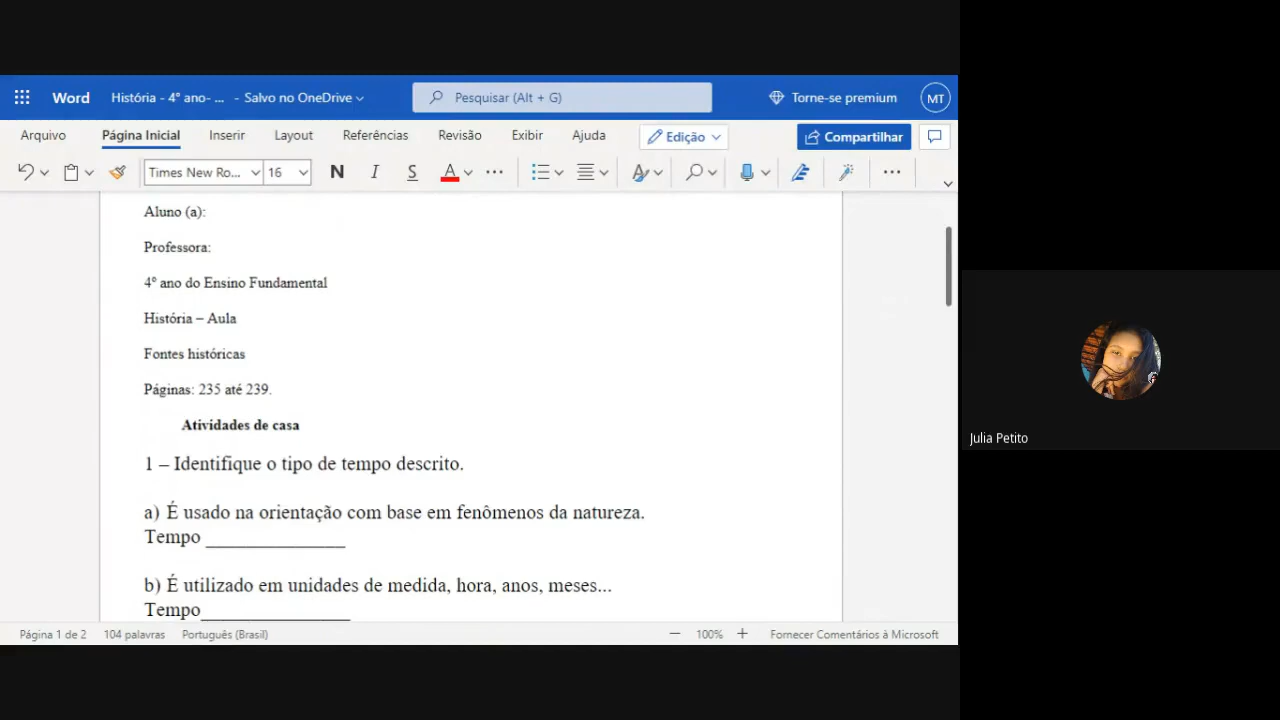 Word História - 4° ano- ... - Salvo no OneDrive Pesquisar (Alt + G) Torne-se premium MT
Arquivo Página Inicial Inserir Layout Referências Revisão Exibir Ajuda Edição Compartilhar
Times New Ro... 16 N I S A ...
Aluno (a):
Professora:
4º ano do Ensino Fundamental
História – Aula
Fontes históricas
Páginas: 235 até 239.
Atividades de casa
1 – Identifique o tipo de tempo descrito.
a) É usado na orientação com base em fenômenos da natureza.
Tempo ______________
b) É utilizado em unidades de medida, hora, anos, meses...
Tempo_______________
Página 1 de 2 104 palavras Português (Brasil) — 100% + Fornecer Comentários à Microsoft
Julia Petito